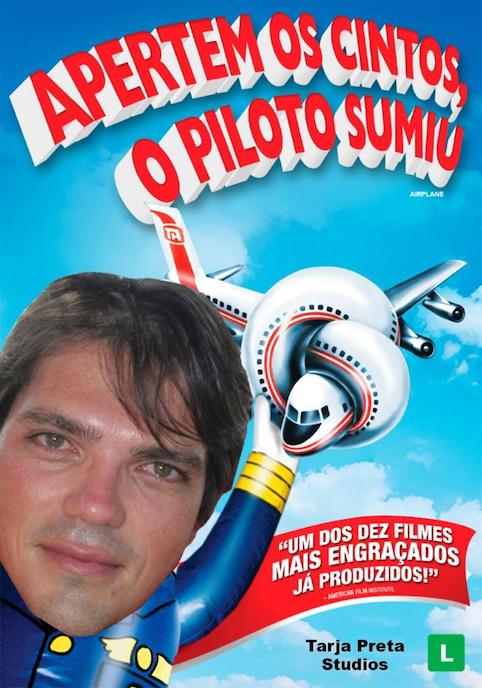 APERTEM OS CINTOS,
O PILOTO SUMIU
AIRPLANE
TA
"UM DOS DEZ FILMES
MAIS ENGRAÇADOS
JÁ PRODUZIDOS!"
– AMERICAN FILM INSTITUTE
Tarja Preta
Studios
L